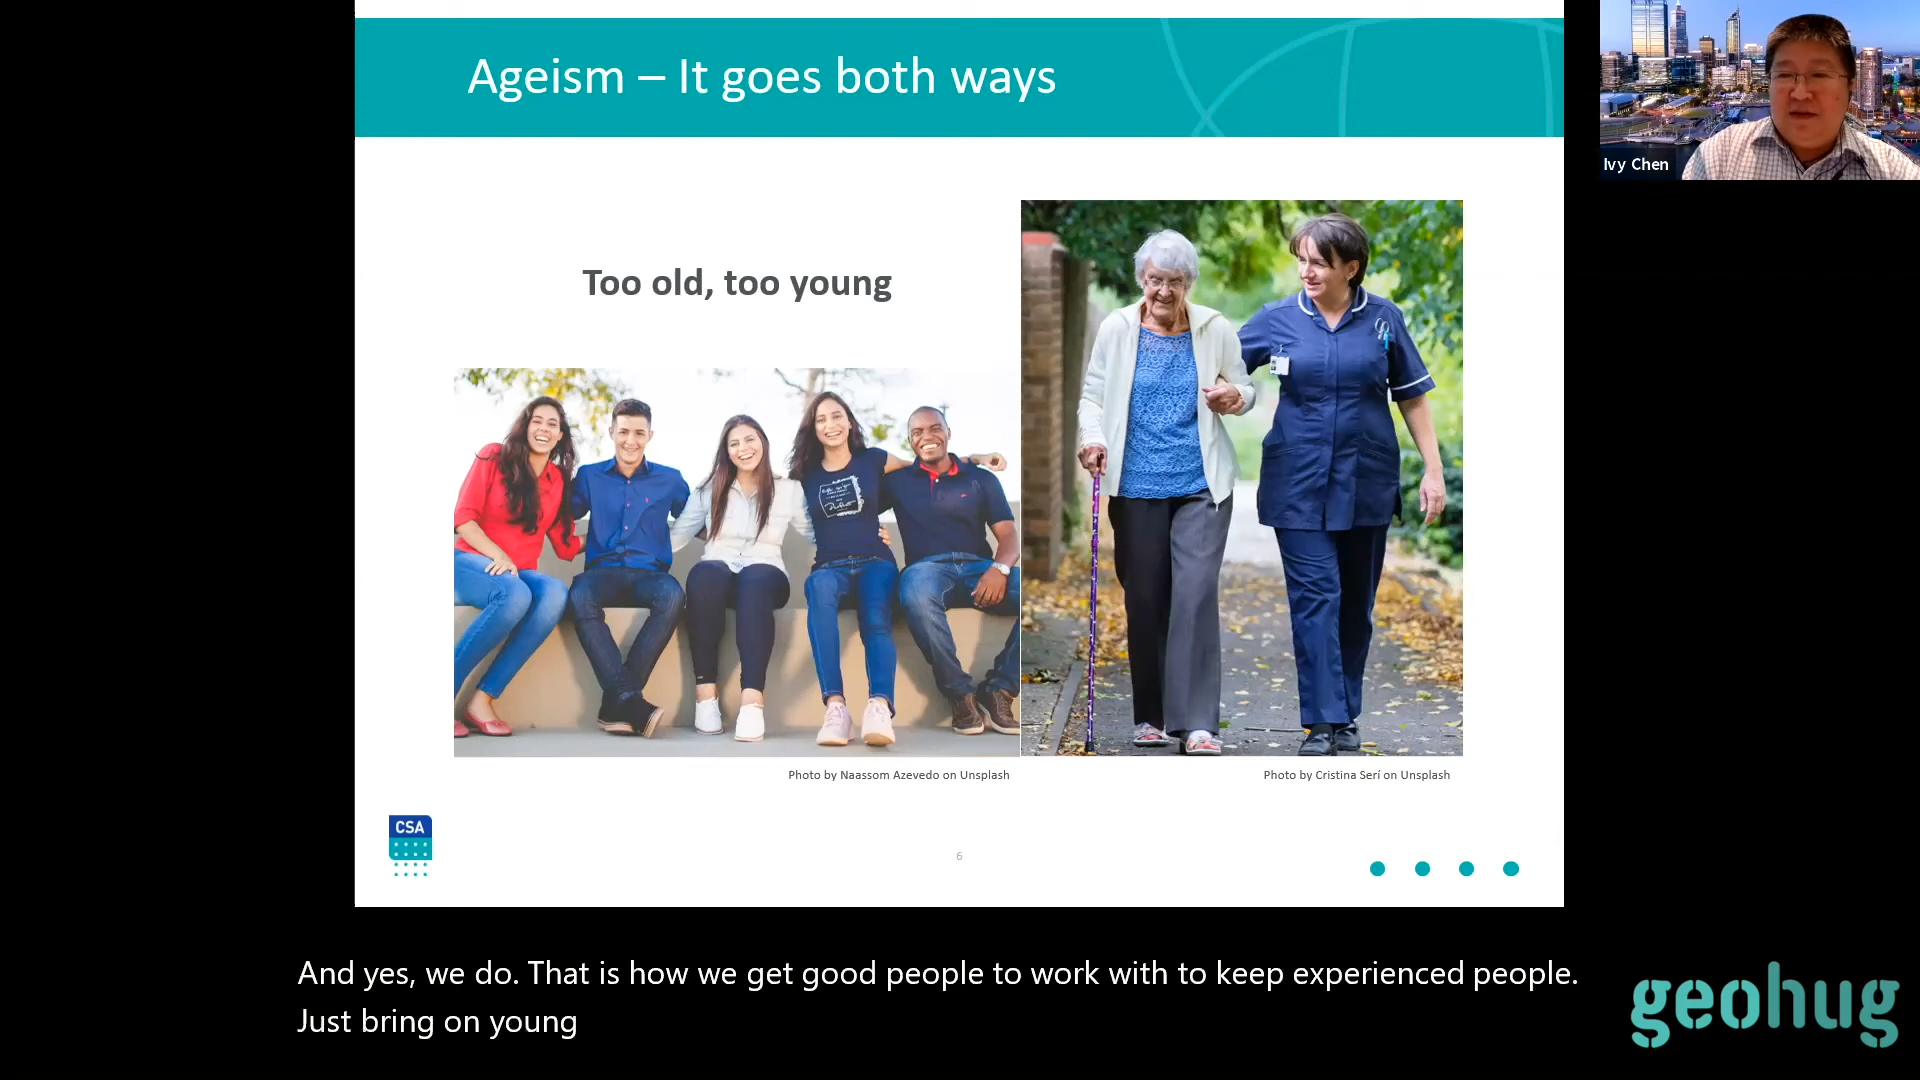 Ageism – It goes both ways
Ivy Chen
Too old, too young
Photo by Naassom Azevedo on Unsplash
Photo by Cristina Serí on Unsplash
CSA
6
And yes, we do. That is how we get good people to work with to keep experienced people.
Just bring on young
geohug